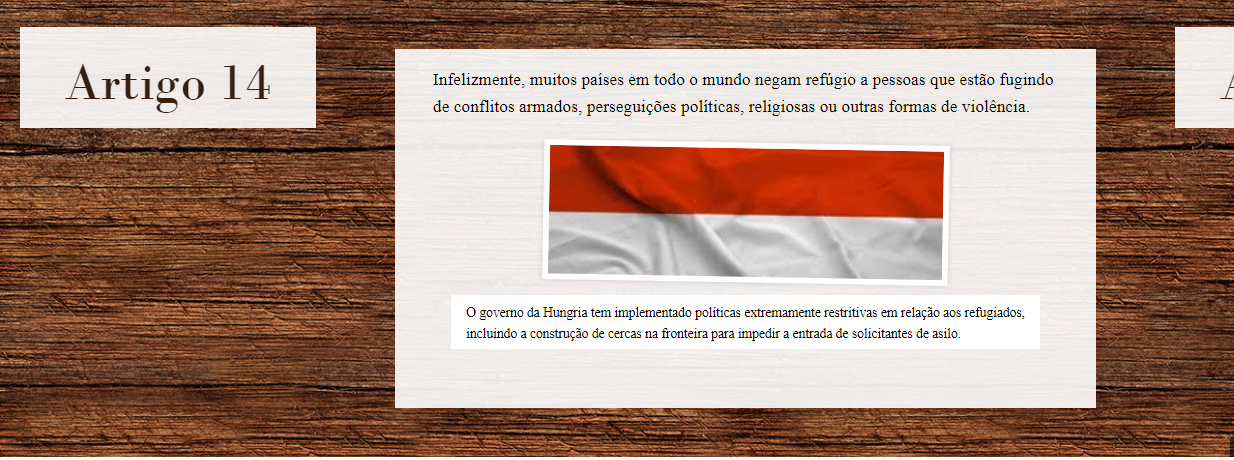 Artigo 14
Infelizmente, muitos países em todo o mundo negam refúgio a pessoas que estão fugindo
de conflitos armados, perseguições políticas, religiosas ou outras formas de violência.
O governo da Hungria tem implementado políticas extremamente restritivas em relação aos refugiados,
incluindo a construção de cercas na fronteira para impedir a entrada de solicitantes de asilo.